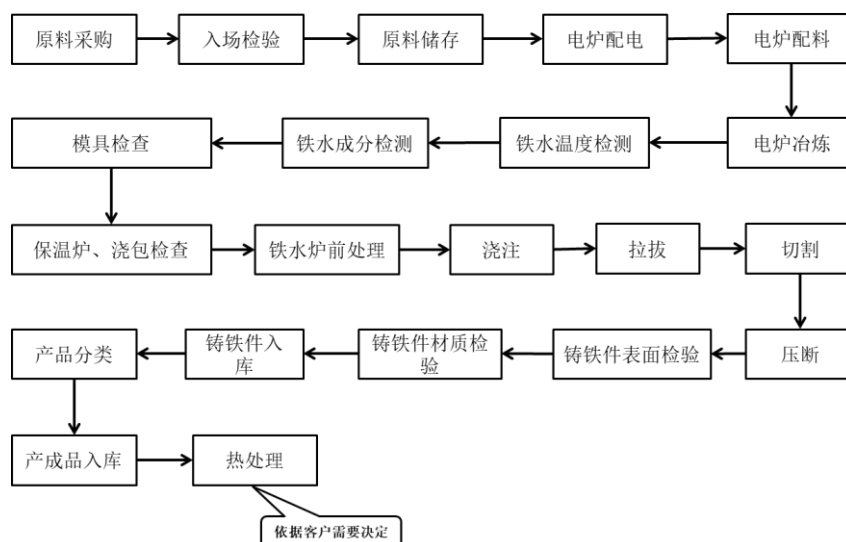 原料采购
入场检验
原料储存
电炉配电
电炉配料
模具检查
铁水成分检测
铁水温度检测
电炉冶炼
保温炉、浇包检查
铁水炉前处理
浇注
拉拔
切割
产品分类
铸铁件入
库
铸铁件材质检
验
铸铁件表面检验
压断
产成品入库
热处理
依据客户需要决定